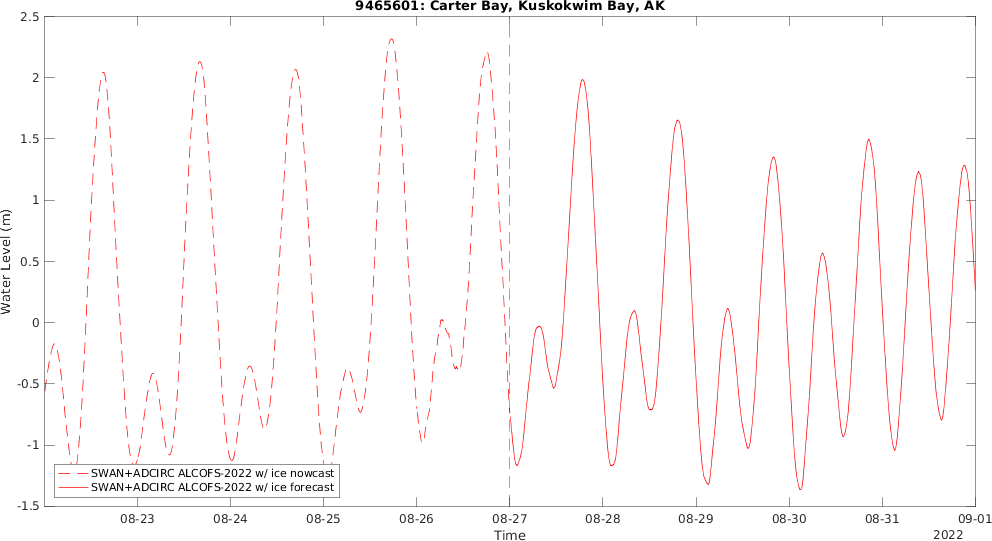 9465601: Carter Bay, Kuskokwim Bay, AK
2.5
2
1.5
1
0.5
0
-0.5
-1
-1.5
Water Level (m)
SWAN+ADCIRC ALCOFS-2022 w/ ice nowcast
SWAN+ADCIRC ALCOFS-2022 w/ ice forecast
08-23 08-24 08-25 08-26 08-27 08-28 08-29 08-30 08-31 09-01
Time
2022